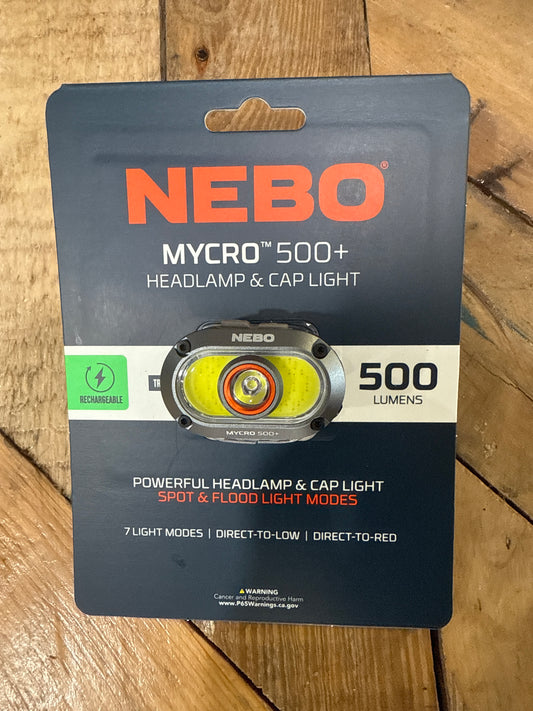 NEBO®
MYCRO™ 500+
HEADLAMP & CAP LIGHT
NEBO
RECHARGEABLE
500
LUMENS
MYCRO 500+
POWERFUL HEADLAMP & CAP LIGHT
SPOT & FLOOD LIGHT MODES
7 LIGHT MODES | DIRECT-TO-LOW | DIRECT-TO-RED
WARNING
Cancer and Reproductive Harm
www.P65Warnings.ca.gov